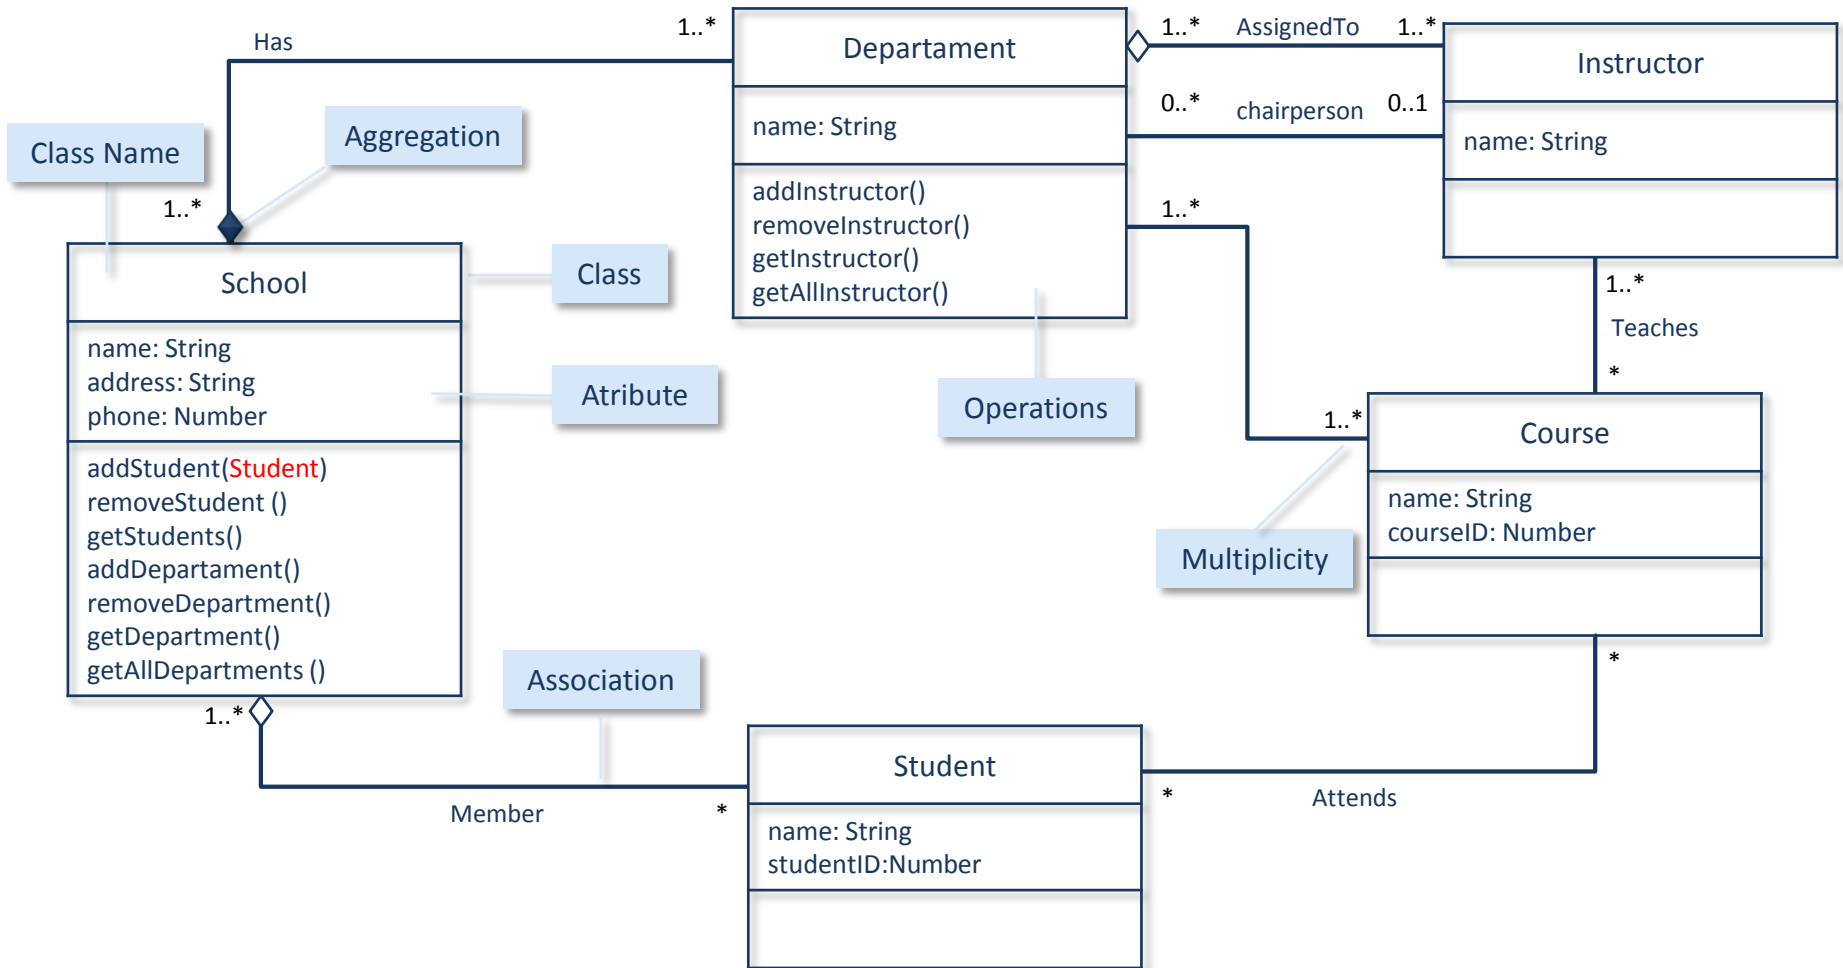 Has
1..*
Departament
name: String
addInstructor()
removeInstructor()
getInstructor()
getAllInstructor()
1..*
AssignedTo
1..*
0..*
chairperson
0..1
Instructor
name: String
Class Name
Aggregation
1..*
School
name: String
address: String
phone: Number
addStudent(Student)
removeStudent ()
getStudents()
addDepartament()
removeDepartment()
getDepartment()
getAllDepartments ()
Class
Atribute
Operations
1..*
1..*
Multiplicity
1..*
Teaches
*
Course
name: String
courseID: Number
*
1..*
Association
Member
*
Student
name: String
studentID:Number
*
Attends